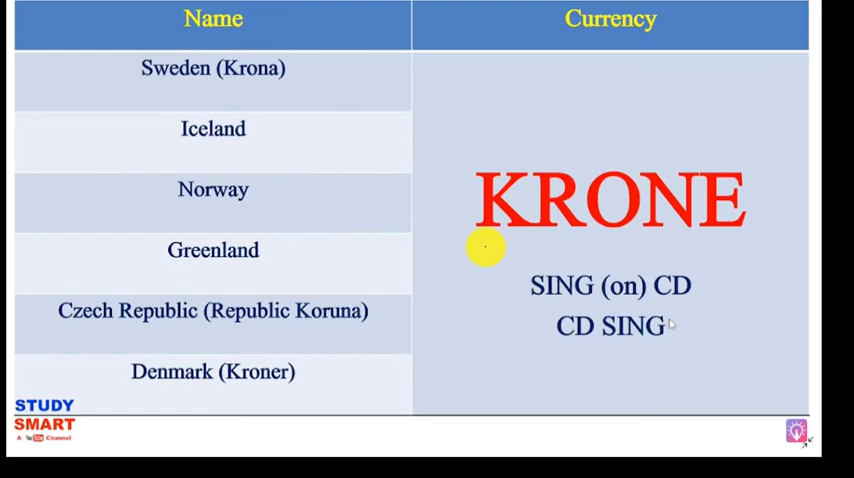 Name
Currency
Sweden (Krona)
Iceland
Norway
Greenland
Czech Republic (Republic Koruna)
Denmark (Kroner)
KRONE
SING (on) CD
CD SING
STUDY
SMART
A YouTube Channel